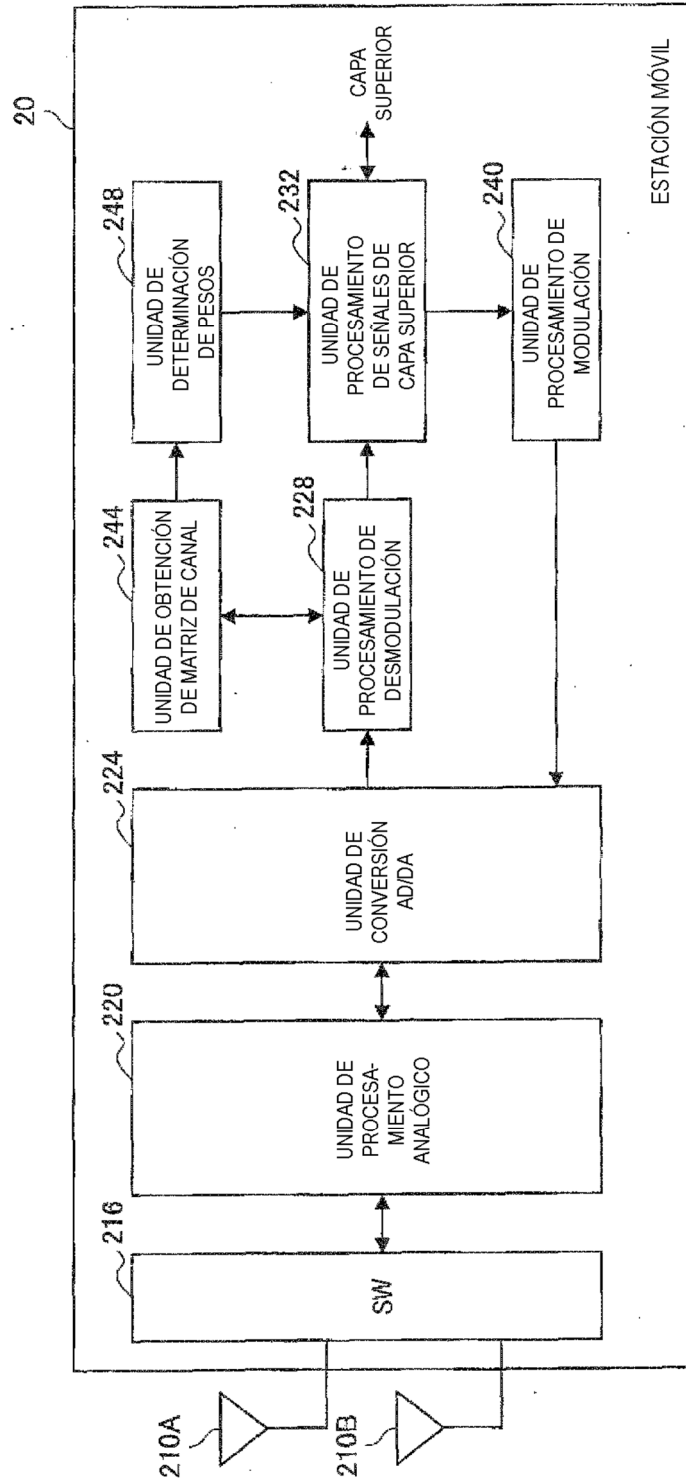 20
210A
210B
216
SW
220
UNIDAD DE
PROCESA-
MIENTO
ANALÓGICO
224
UNIDAD DE
CONVERSIÓN
AD/DA
244
UNIDAD DE OBTENCIÓN
DE MATRIZ DE CANAL
248
UNIDAD DE
DETERMINACIÓN
DE PESOS
228
UNIDAD DE
PROCESAMIENTO DE
DESMODULACIÓN
232
UNIDAD DE
PROCESAMIENTO
DE SEÑALES DE
CAPA SUPERIOR
CAPA
SUPERIOR
240
UNIDAD DE
PROCESAMIENTO DE
MODULACIÓN
ESTACIÓN MÓVIL